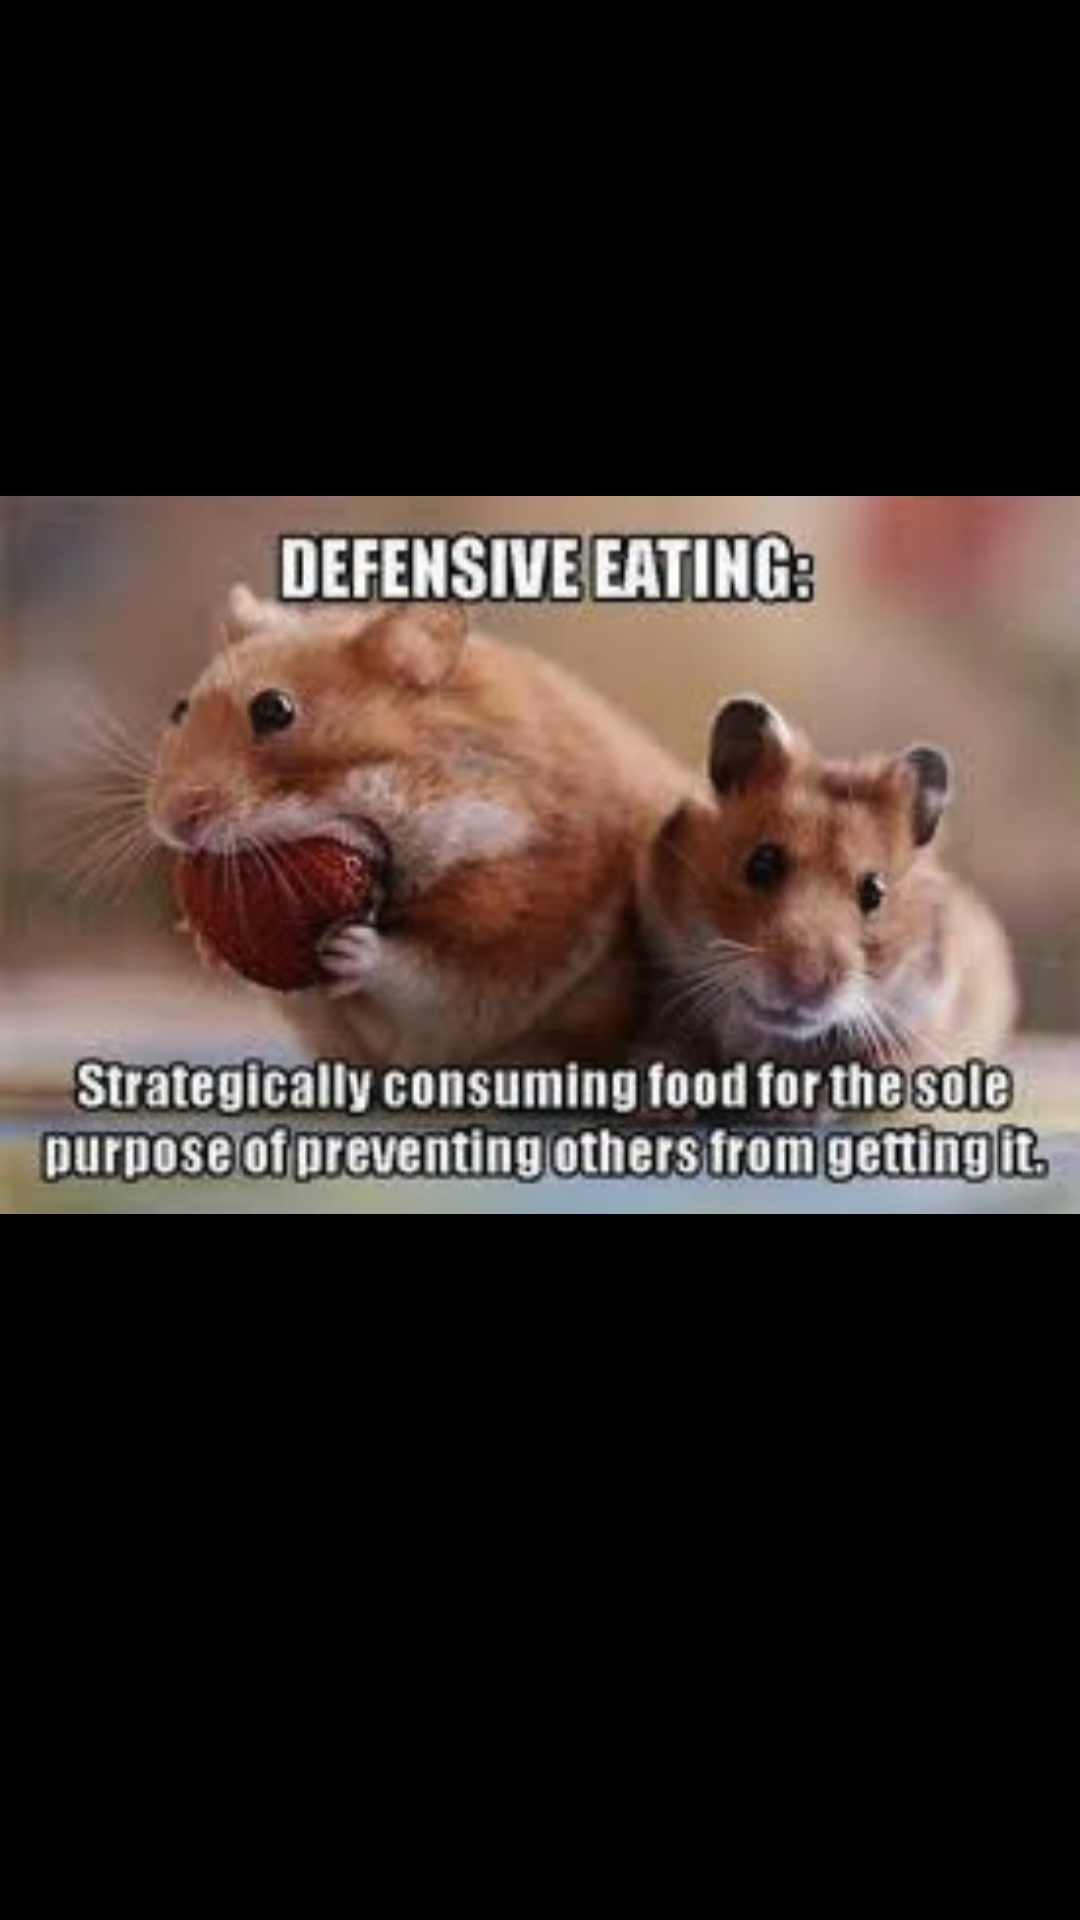 DEFENSIVE EATING:
Strategically consuming food for the sole
purpose of preventing others from getting it.